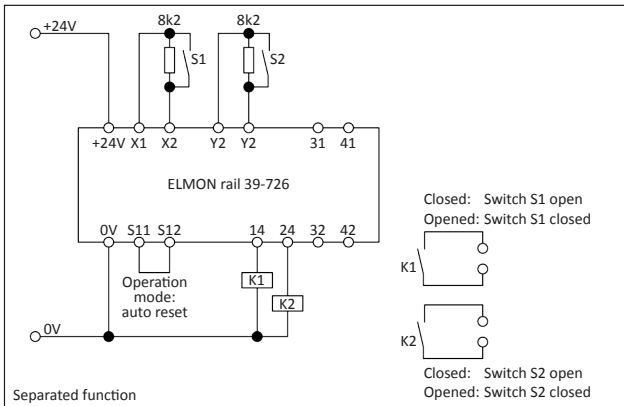 8k2 8k2
+24V
S1 S2
+24V X1 X2 Y2 Y2 31 41
ELMON rail 39-726
0V S11 S12 14 24 32 42
Operation
mode:
auto reset
K1
K2
0V
Separated function
Closed: Switch S1 open
Opened: Switch S1 closed
K1
K2
Closed: Switch S2 open
Opened: Switch S2 closed